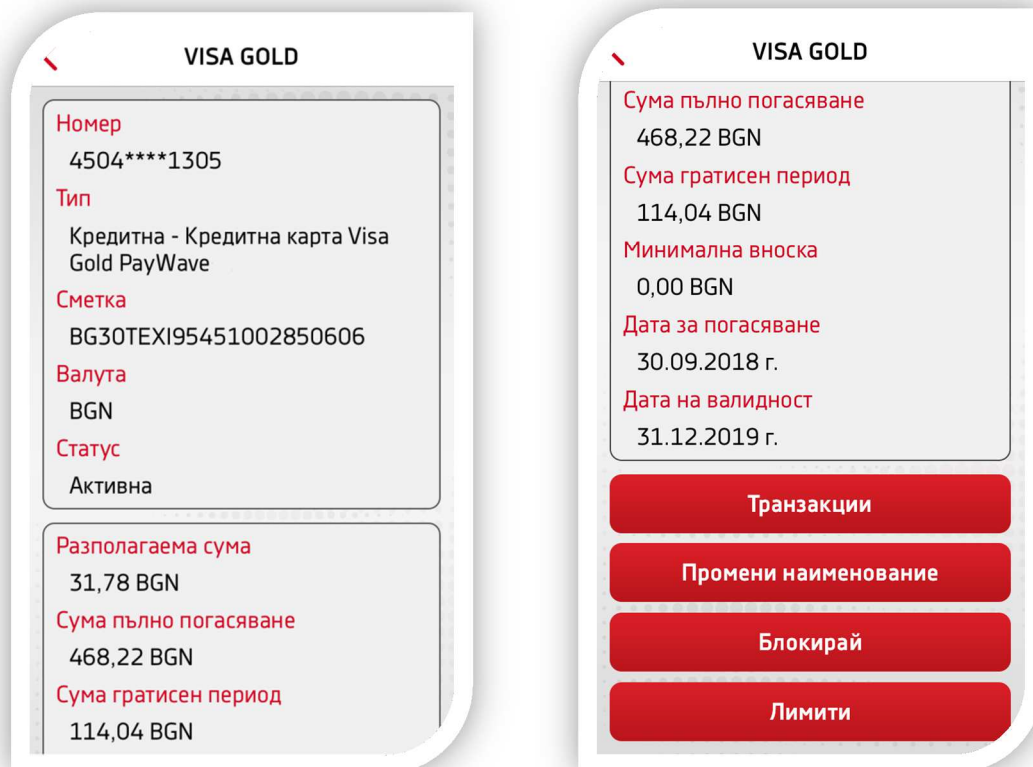 VISA GOLD
Номер
4504****1305
Тип
Кредитна - Кредитна карта Visa
Gold PayWave
Сметка
BG30TEXI95451002850606
Валута
BGN
Статус
Активна
Разполагаема сума
31,78 BGN
Сума пълно погасяване
468,22 BGN
Сума гратисен период
114,04 BGN
VISA GOLD
Сума пълно погасяване
468,22 BGN
Сума гратисен период
114,04 BGN
Минимална вноска
0,00 BGN
Дата за погасяване
30.09.2018 г.
Дата на валидност
31.12.2019 г.
Транзакции
Промени наименование
Блокирай
Лимити